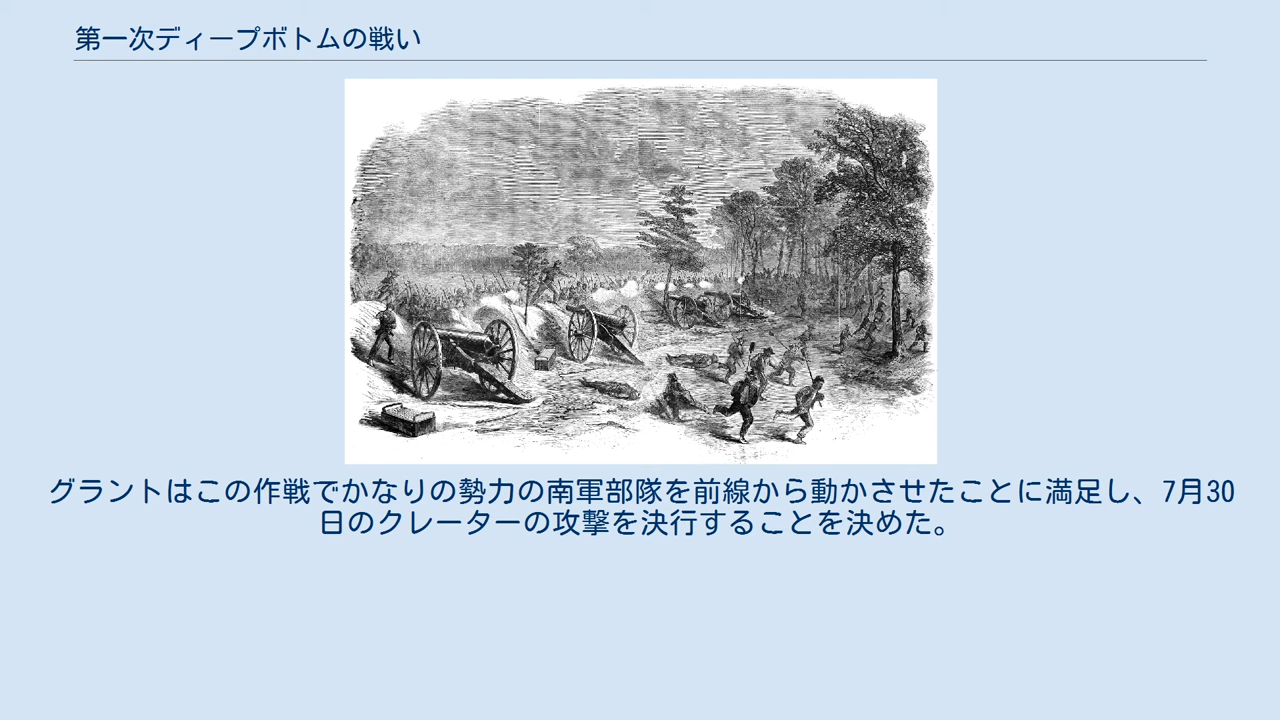 第一次ディープボトムの戦い
グラントはこの作戦でかなりの勢力の南軍部隊を前線から動かさせたことに満足し、7月30
日のクレーターの攻撃を決行することを決めた。